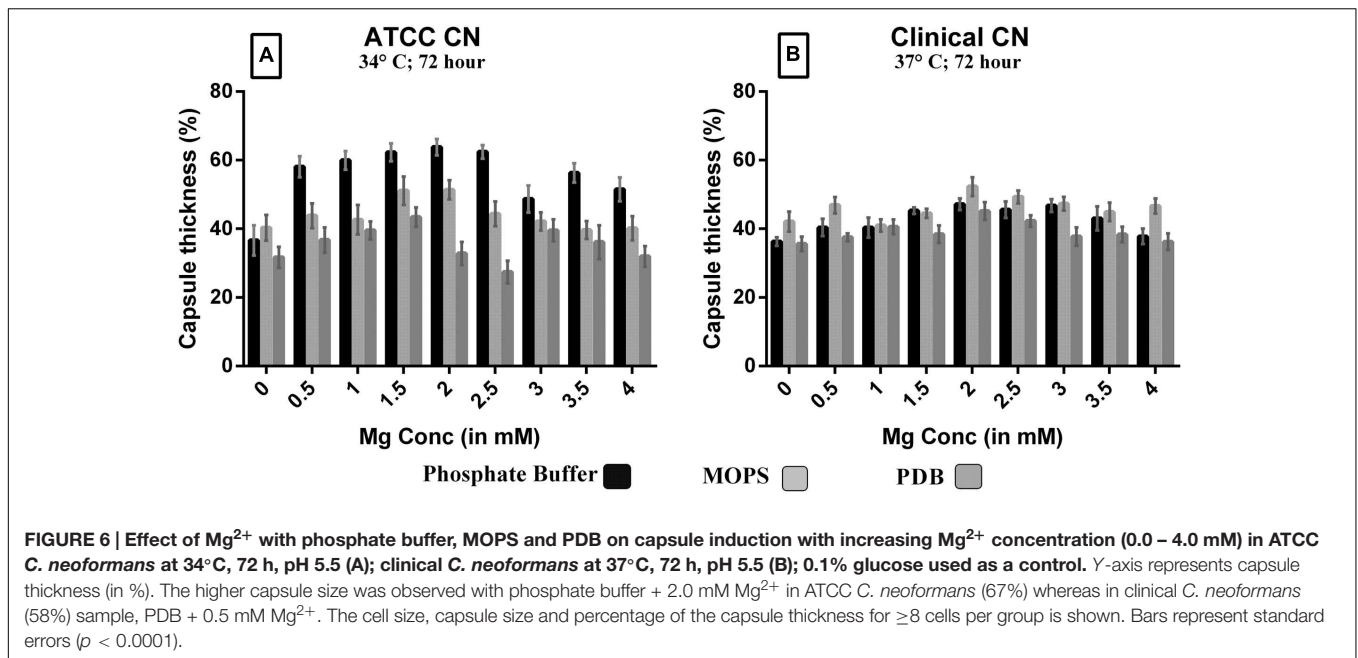 A
ATCC CN
34° C; 72 hour
Capsule thickness (%)
80
60
40
20
0
0 0.5 1 1.5 2 2.5 3 3.5 4
Mg Conc (in mM)
B
Clinical CN
37° C; 72 hour
Capsule thickness (%)
80
60
40
20
0
0 0.5 1 1.5 2 2.5 3 3.5 4
Mg Conc (in mM)
Phosphate Buffer MOPS PDB
FIGURE 6 | Effect of Mg²⁺ with phosphate buffer, MOPS and PDB on capsule induction with increasing Mg²⁺ concentration (0.0 – 4.0 mM) in ATCC
C. neoformans at 34°C, 72 h, pH 5.5 (A); clinical C. neoformans at 37°C, 72 h, pH 5.5 (B); 0.1% glucose used as a control. Y-axis represents capsule
thickness (in %). The higher capsule size was observed with phosphate buffer + 2.0 mM Mg²⁺ in ATCC C. neoformans (67%) whereas in clinical C. neoformans
(58%) sample, PDB + 0.5 mM Mg²⁺. The cell size, capsule size and percentage of the capsule thickness for ≥8 cells per group is shown. Bars represent standard
errors (p < 0.0001).